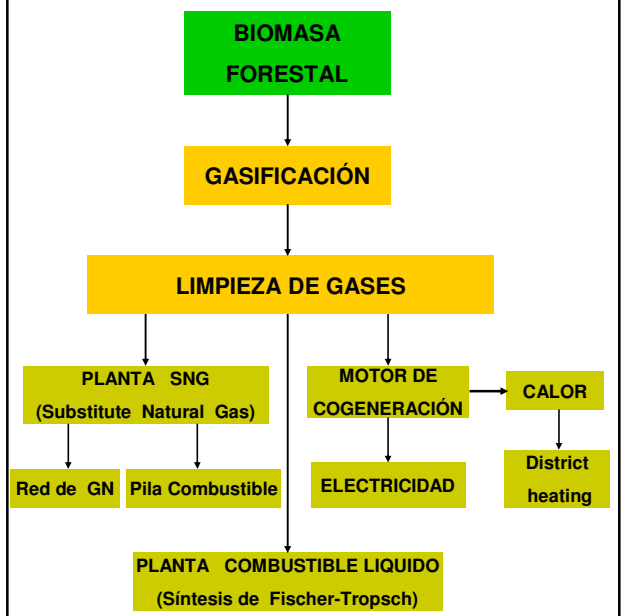 BIOMASA
FORESTAL
GASIFICACIÓN
LIMPIEZA DE GASES
PLANTA SNG
(Substitute Natural Gas)
MOTOR DE
COGENERACIÓN
CALOR
Red de GN
Pila Combustible
ELECTRICIDAD
District
heating
PLANTA COMBUSTIBLE LIQUIDO
(Síntesis de Fischer-Tropsch)